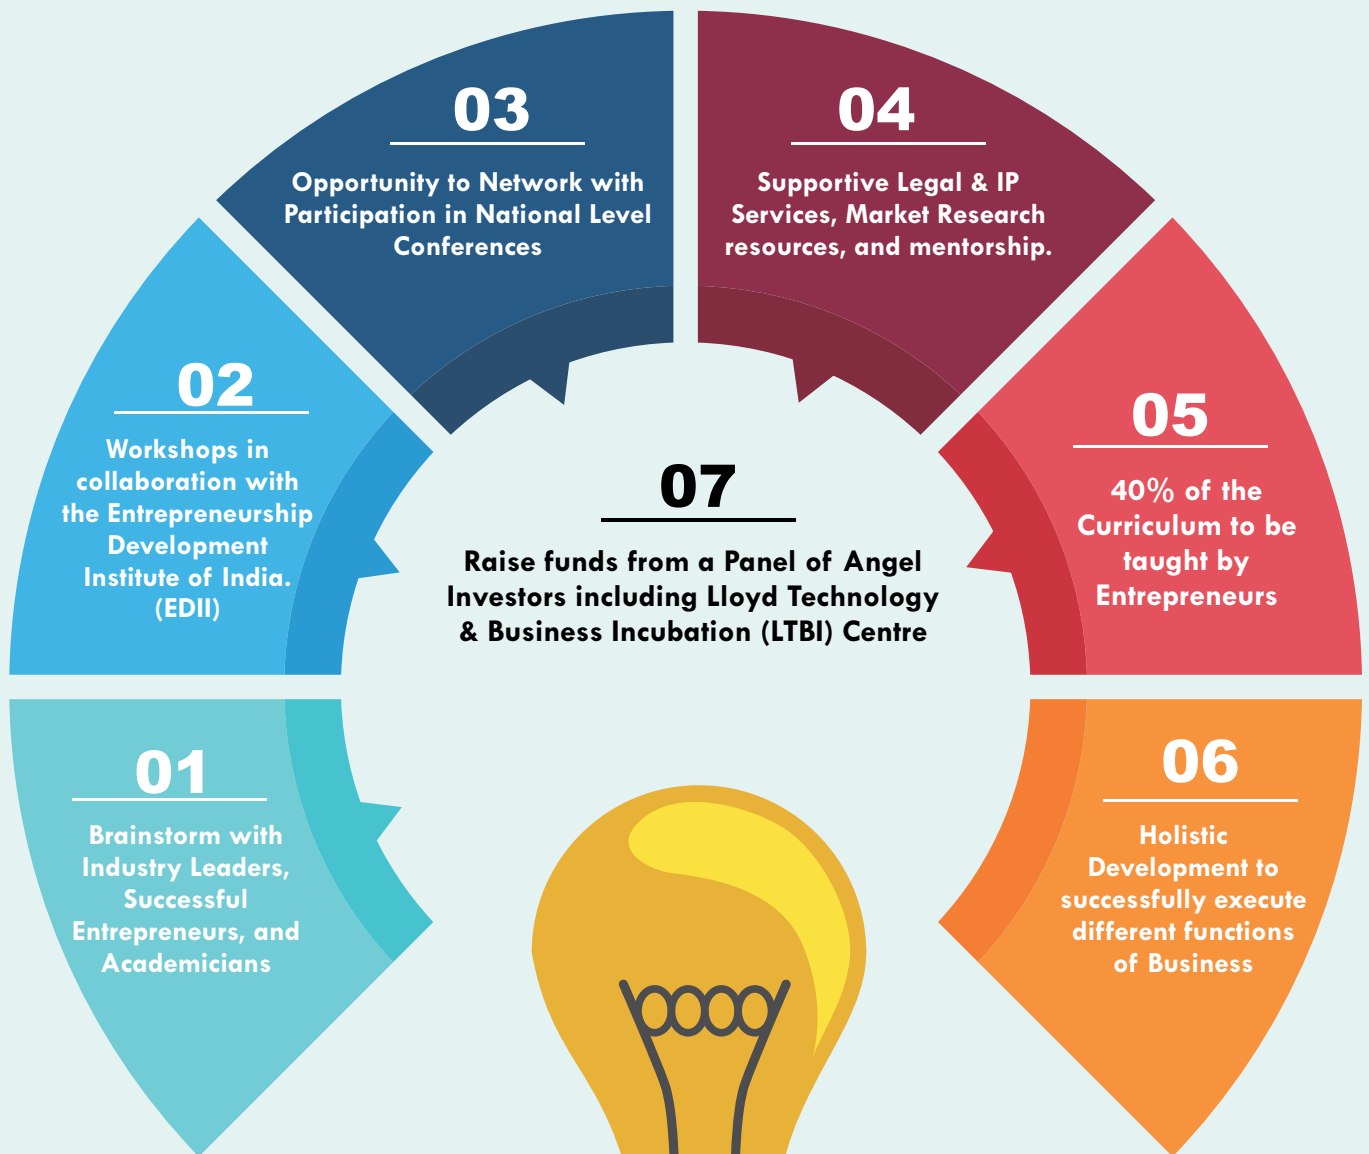 01
Brainstorm with
Industry Leaders,
Successful
Entrepreneurs, and
Academicians
02
Workshops in
collaboration with
the Entrepreneurship
Development
Institute of India.
(EDII)
03
Opportunity to Network with
Participation in National Level
Conferences
04
Supportive Legal & IP
Services, Market Research
resources, and mentorship.
05
40% of the
Curriculum to be
taught by
Entrepreneurs
06
Holistic
Development to
successfully execute
different functions
of Business
07
Raise funds from a Panel of Angel
Investors including Lloyd Technology
& Business Incubation (LTBI) Centre